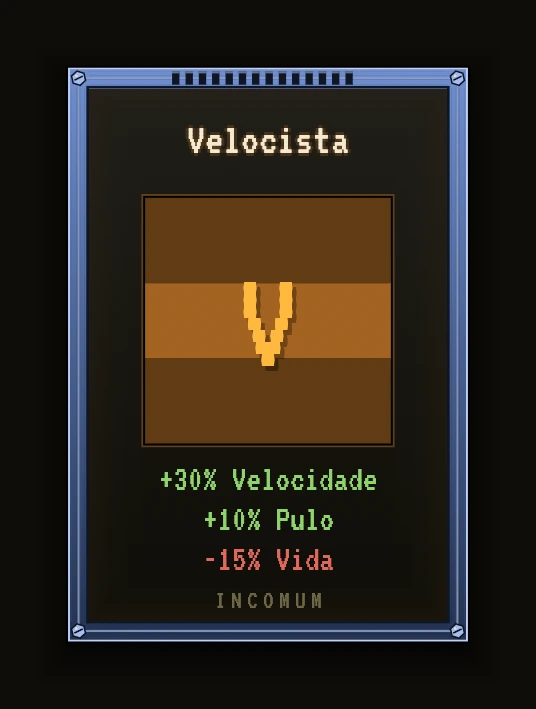 Velocista
V
+30% Velocidade
+10% Pulo
-15% Vida
INCOMUM